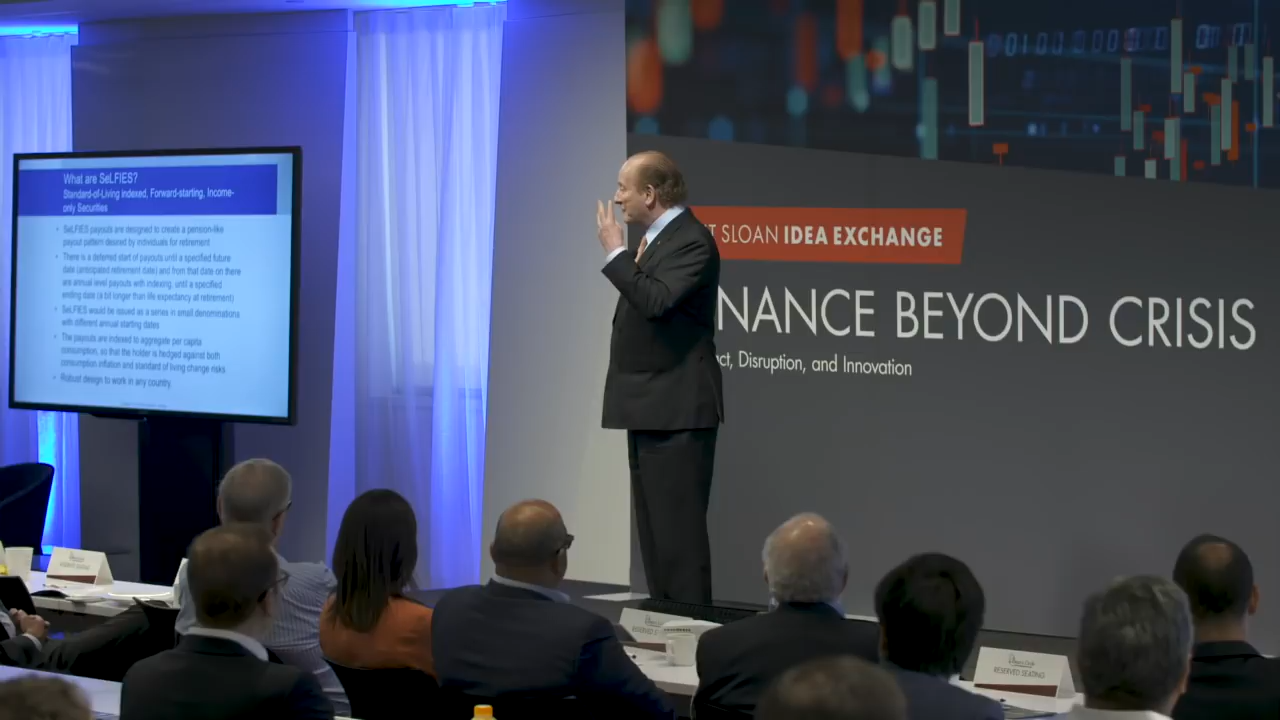 What are SeLFIES?
Standard-of-Living indexed, Forward-starting, Income-
only Securities
• SeLFIES payouts are designed to create a pension-like
payout pattern desired by individuals for retirement
• There is a deferred start of payouts until a specified future
date (anticipated retirement date) and from that date on there
are annual level payouts with indexing, until a specified
ending date (a bit longer than life expectancy at retirement)
• SeLFIES would be issued as a series in small denominations
with different annual starting dates
• The payouts are indexed to aggregate per capita
consumption, so that the holder is hedged against both
consumption inflation and standard of living change risks
• Robust design to work in any country.
T SLOAN IDEA EXCHANGE
NANCE BEYOND CRISIS
ct, Disruption, and Innovation
RESERVED SEATING
RESERVED
RESERVED SEATING